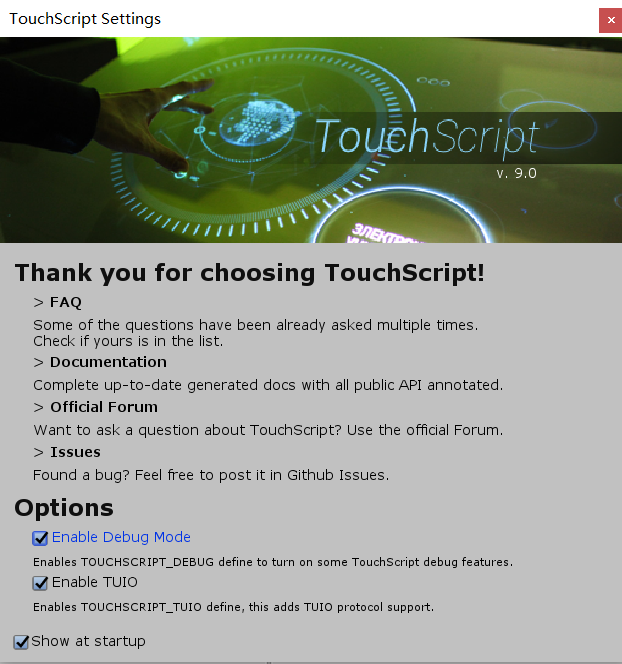 TouchScript Settings
TouchScript
v. 9.0
ЭЛЕКТРО
Thank you for choosing TouchScript!
> FAQ
Some of the questions have been already asked multiple times.
Check if yours is in the list.
> Documentation
Complete up-to-date generated docs with all public API annotated.
> Official Forum
Want to ask a question about TouchScript? Use the official Forum.
> Issues
Found a bug? Feel free to post it in Github Issues.
Options
Enable Debug Mode
Enables TOUCHSCRIPT_DEBUG define to turn on some TouchScript debug features.
Enable TUIO
Enables TOUCHSCRIPT_TUIO define, this adds TUIO protocol support.
Show at startup